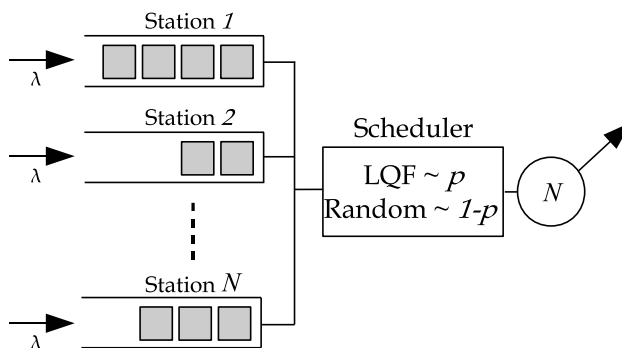 Station 1
λ
Station 2
λ
Scheduler
LQF ~ p
Random ~ 1-p
N
Station N
λ